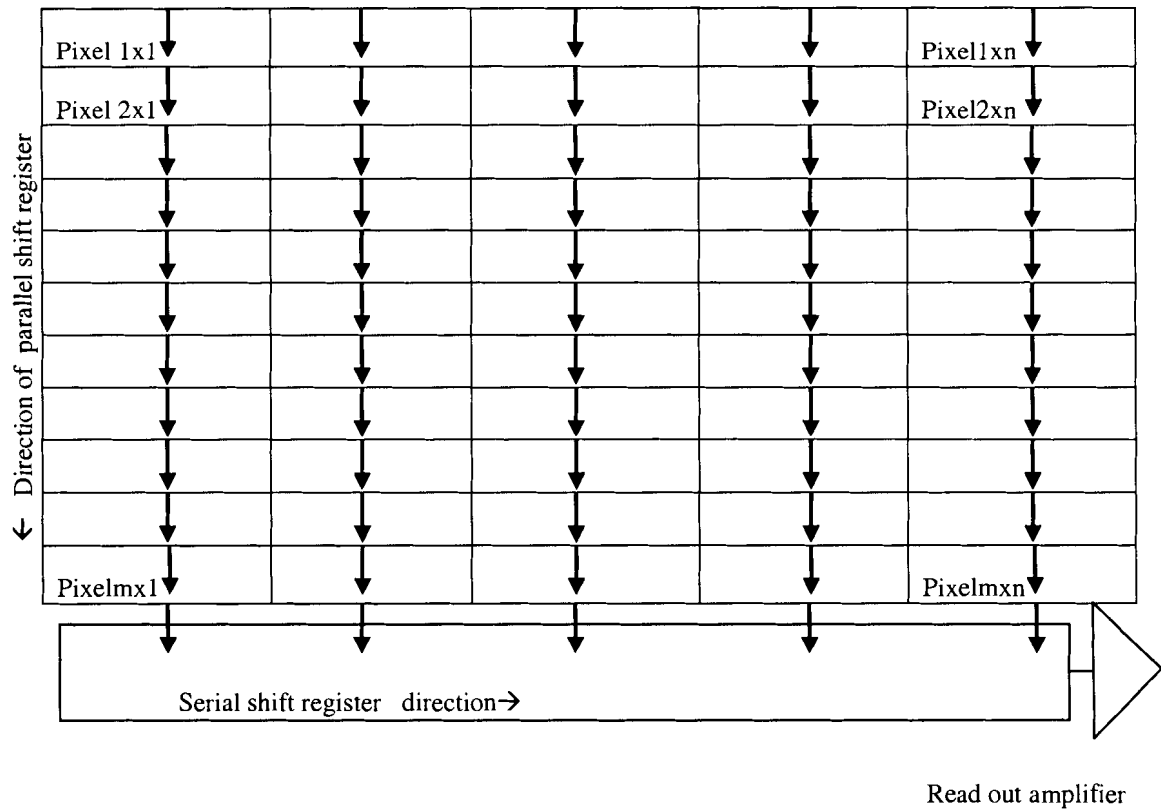 Pixel 1x1
Pixel1xn
Pixel 2x1
Pixel2xn
← Direction of parallel shift register
Pixelmx1
Pixelmxn
Serial shift register direction→
Read out amplifier